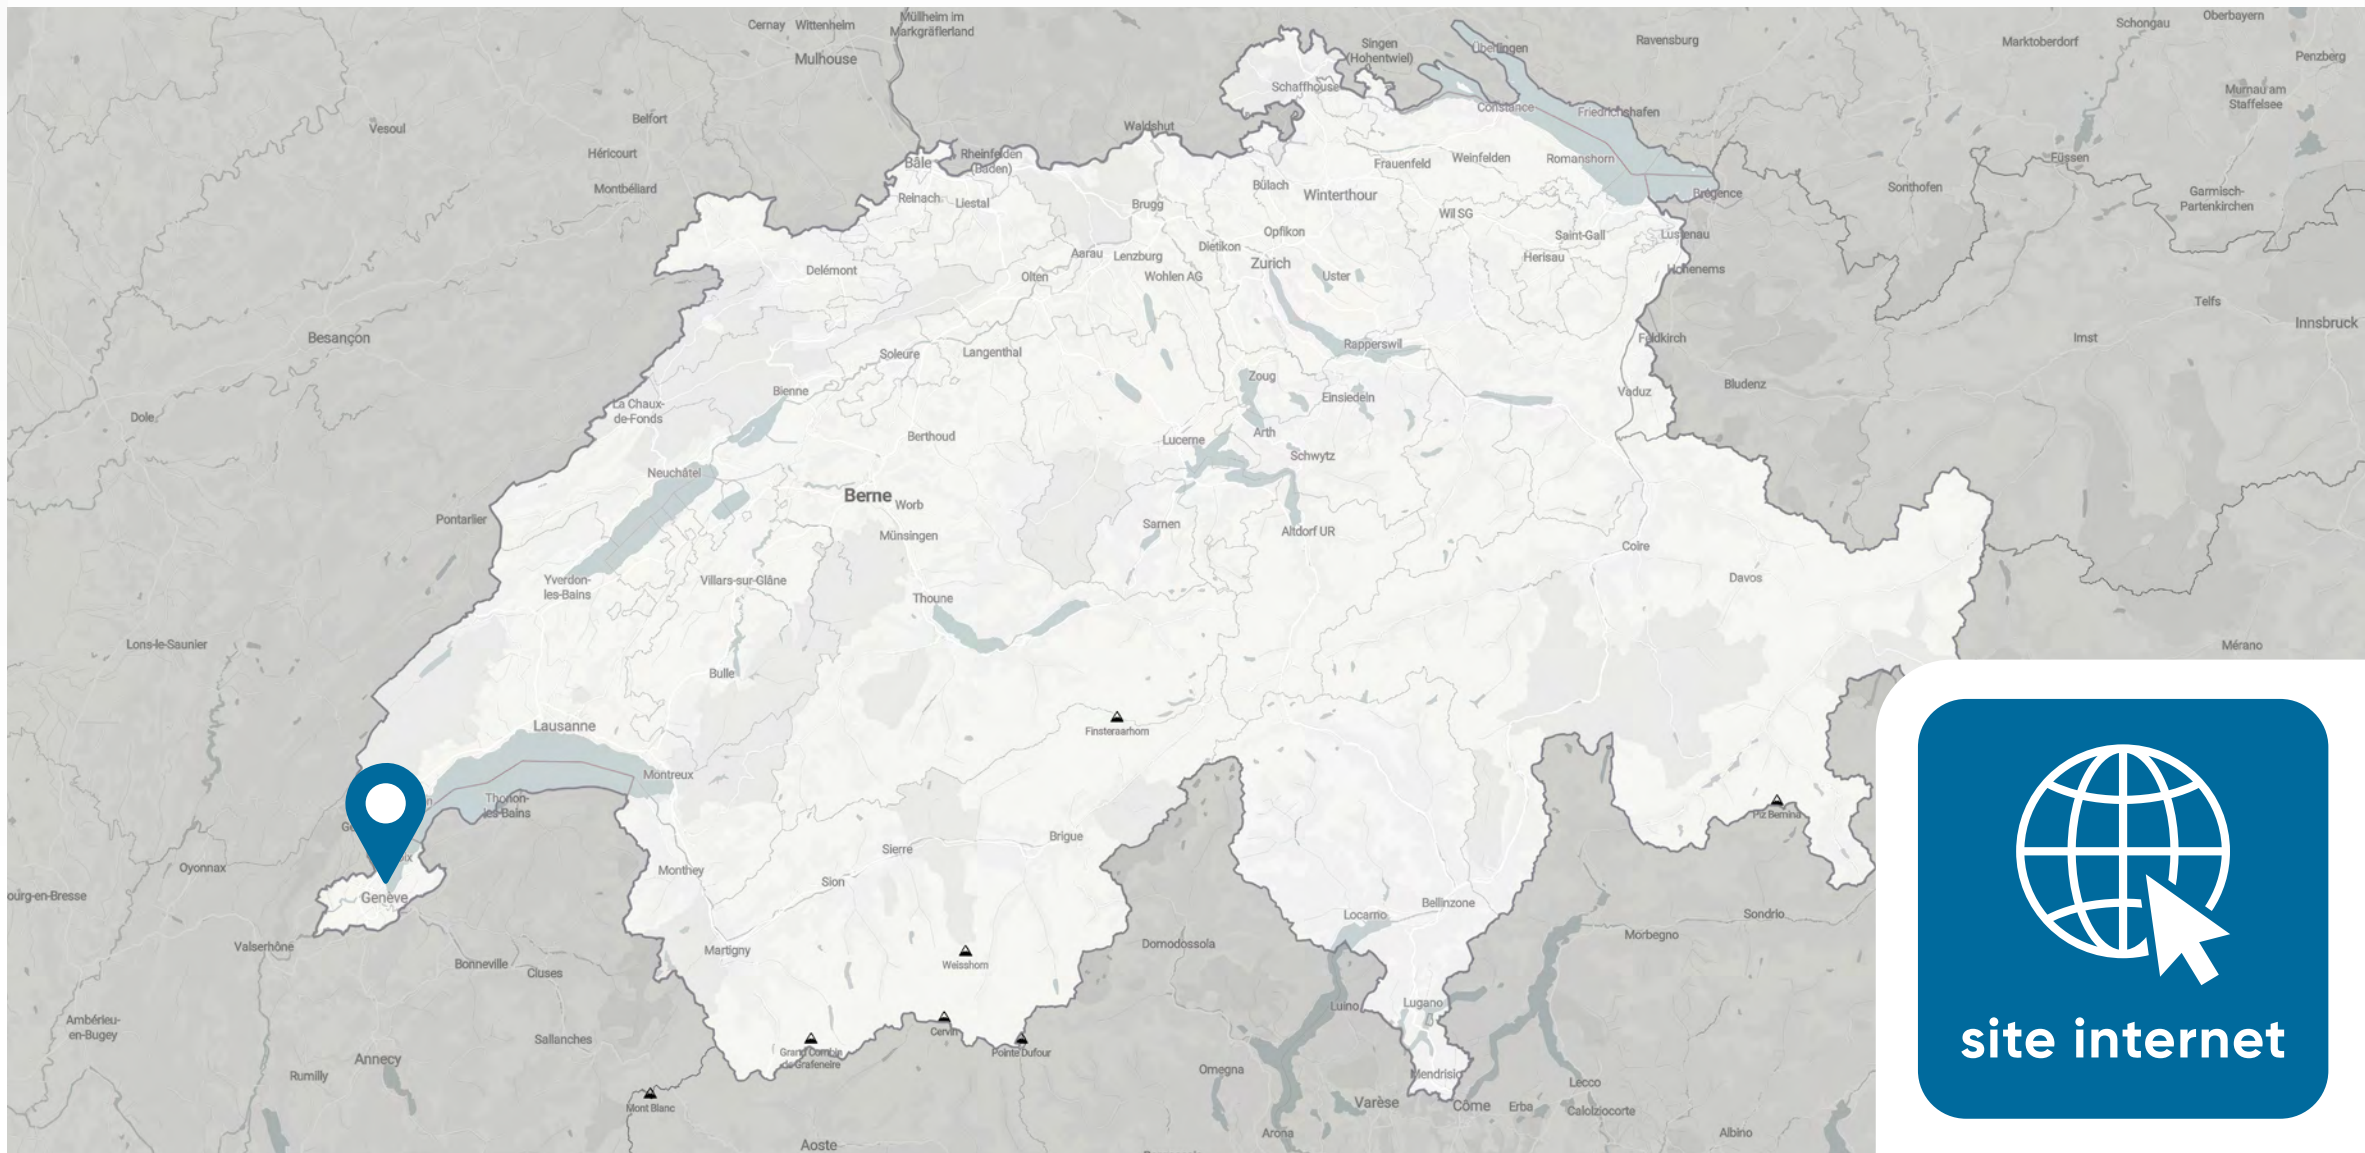 Cernay
Wittenheim
Müllheim im
Markgräflerland
Mulhouse
Singen
(Hohentwiel)
Überlingen
Ravensburg
Marktoberdorf
Schongau
Oberbayern
Penzberg
Murnau am
Staffelsee
Schaffhouse
Constance
Friedrichshafen
Vesoul
Belfort
Héricourt
Montbéliard
Waldshut
Bâle
Rheinfelden
(Baden)
Frauenfeld
Weinfelden
Romanshorn
Füssen
Reinach
Liestal
Brugg
Bülach
Winterthour
Wil SG
Brégence
Sonthofen
Garmisch-
Partenkirchen
Delémont
Olten
Aarau
Lenzburg
Wohlen AG
Dietikon
Opfikon
Zurich
Uster
Herisau
Saint-Gall
Lustenau
Hohenems
Telfs
Innsbruck
Imst
Besançon
Soleure
Langenthal
Rapperswil
Feldkirch
Bludenz
Vaduz
Dole
La Chaux-
de-Fonds
Bienne
Zoug
Einsiedeln
Berthoud
Lucerne
Arth
Schwytz
Neuchâtel
Berne
Worb
Münsingen
Sarnen
Altdorf UR
Coire
Davos
Pontarlier
Yverdon-
les-Bains
Villars-sur-Glâne
Thoune
Lons-le-Saunier
Bulle
Mérano
Lausanne
Finsteraarhorn
Montreux
Thonon-
les-Bains
Piz Bernina
Oyonnax
Genève
Monthey
Sierre
Brigue
Sion
Bellinzone
Locarno
Sondrio
Morbegno
ourg-en-Bresse
Valserhône
Bonneville
Cluses
Martigny
Weisshorn
Domodossola
Luino
Lugano
Ambérieu-
en-Bugey
Sallanches
Annecy
Rumilly
Grand Combin
de Grafeneire
Cervin
Pointe Dufour
Mont Blanc
Aoste
Omegna
Mendrisio
Varèse
Côme
Erba
Lecco
Calolziocorte
Arona
Albino
site internet